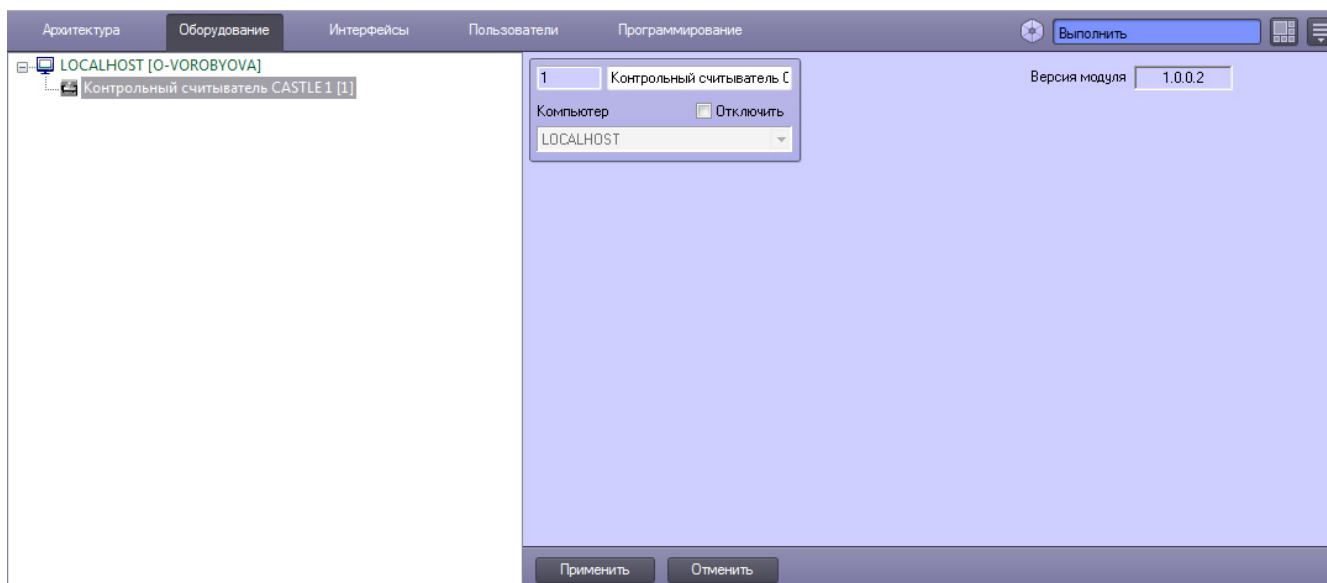 Архитектура Оборудование Интерфейсы Пользователи Программирование Выполнить
LOCALHOST [O-VOROBYOVA]
Контрольный считыватель CASTLE 1 [1]
1 Контрольный считыватель C
Компьютер Отключить
LOCALHOST
Версия модуля 1.0.0.2
Применить Отменить